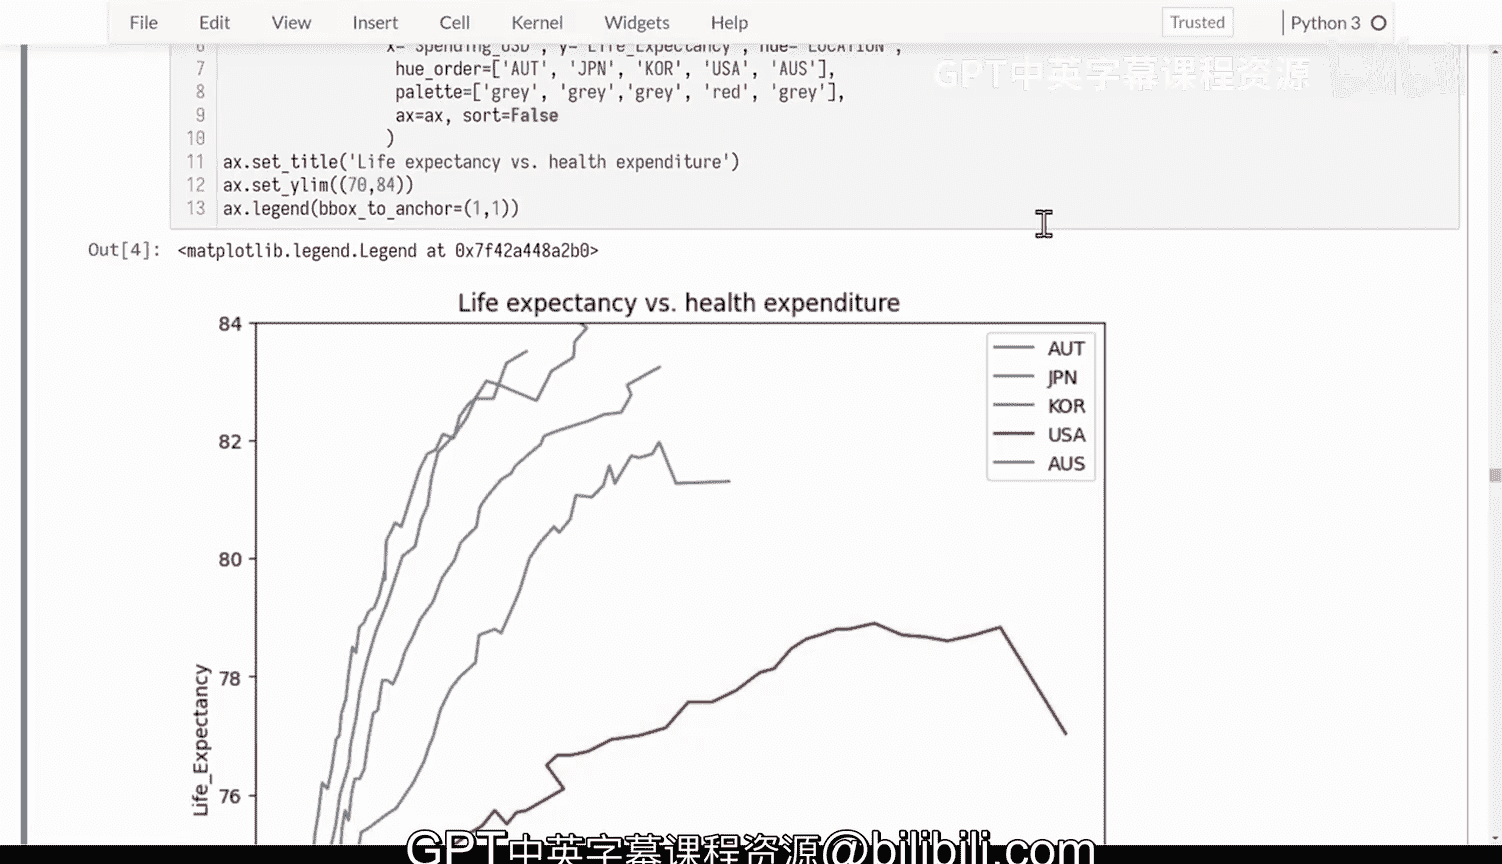 File Edit View Insert Cell Kernel Widgets Help Trusted Python 3
6 x='Spending_USD', y='Life_Expectancy', hue='LOCATION',
7 hue_order=['AUT', 'JPN', 'KOR', 'USA', 'AUS'],
GPT中英字幕课程资源
8 palette=['grey', 'grey','grey', 'red', 'grey'],
9 ax=ax, sort=False
10 )
11 ax.set_title('Life expectancy vs. health expenditure')
12 ax.set_ylim((70,84))
13 ax.legend(bbox_to_anchor=(1,1))
Out[4]: <matplotlib.legend.Legend at 0x7f42a448a2b0>
Life expectancy vs. health expenditure
84
AUT
JPN
KOR
USA
AUS
82
80
78
76
Life_Expectancy
GPT中英字幕课程资源@bilibili.com